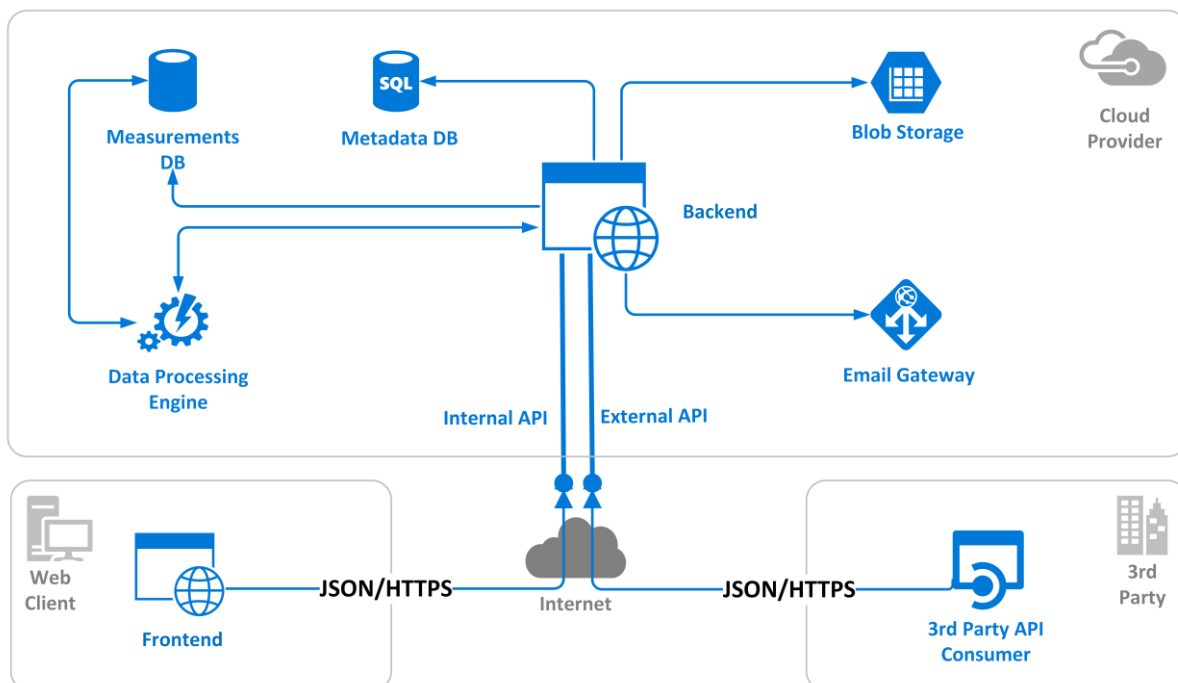 SQL
Measurements
DB
Metadata DB
Blob Storage
Cloud
Provider
Backend
Data Processing
Engine
Email Gateway
Internal API
External API
Web
Client
Frontend
JSON/HTTPS
Internet
JSON/HTTPS
3rd Party API
Consumer
3rd
Party